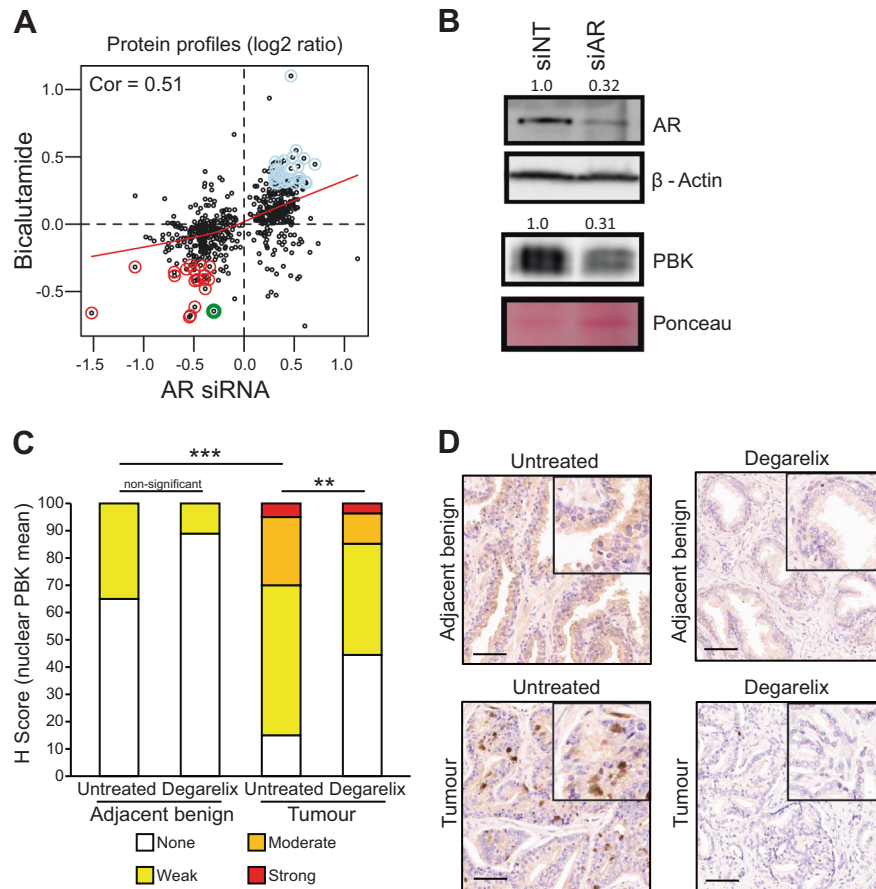 A
Protein profiles (log2 ratio)
Cor = 0.51
1.0
0.5
0.0
-0.5
Bicalutamide
-1.5 -1.0 -0.5 0.0 0.5 1.0
AR siRNA
B
siNT siAR
1.0 0.32
AR
β - Actin
1.0 0.31
PBK
Ponceau
C
***
non-significant
**
100
90
80
70
60
50
40
30
20
10
0
H Score (nuclear PBK mean)
Untreated Degarelix Untreated Degarelix
Adjacent benign Tumour
None Moderate
Weak Strong
D
Untreated Degarelix
Adjacent benign Adjacent benign
Untreated Degarelix
Tumour Tumour